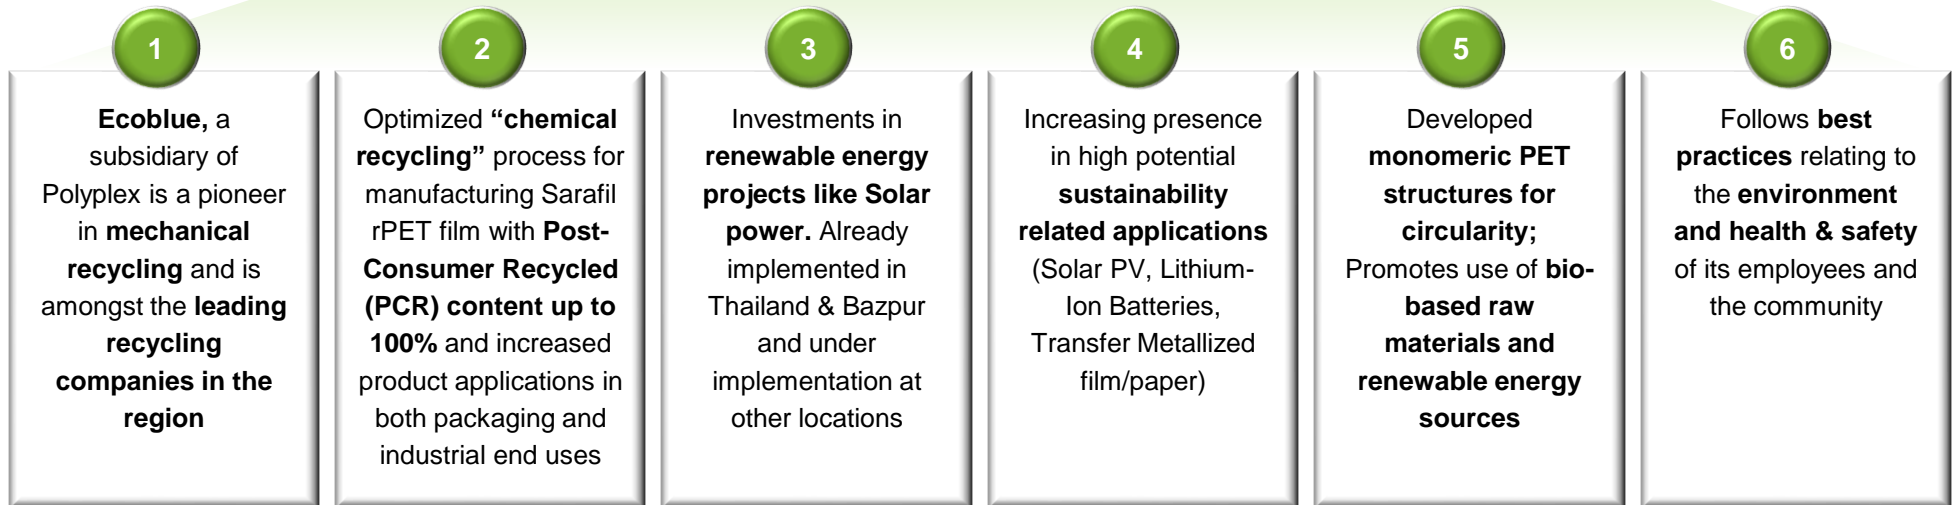 1
Ecoblue, a
subsidiary of
Polyplex is a pioneer
in mechanical
recycling and is
amongst the leading
recycling
companies in the
region
2
Optimized “chemical
recycling” process for
manufacturing Sarafil
rPET film with Post-
Consumer Recycled
(PCR) content up to
100% and increased
product applications in
both packaging and
industrial end uses
3
Investments in
renewable energy
projects like Solar
power. Already
implemented in
Thailand & Bazpur
and under
implementation at
other locations
4
Increasing presence
in high potential
sustainability
related applications
(Solar PV, Lithium-
Ion Batteries,
Transfer Metallized
film/paper)
5
Developed
monomeric PET
structures for
circularity;
Promotes use of bio-
based raw
materials and
renewable energy
sources
6
Follows best
practices relating to
the environment
and health & safety
of its employees and
the community